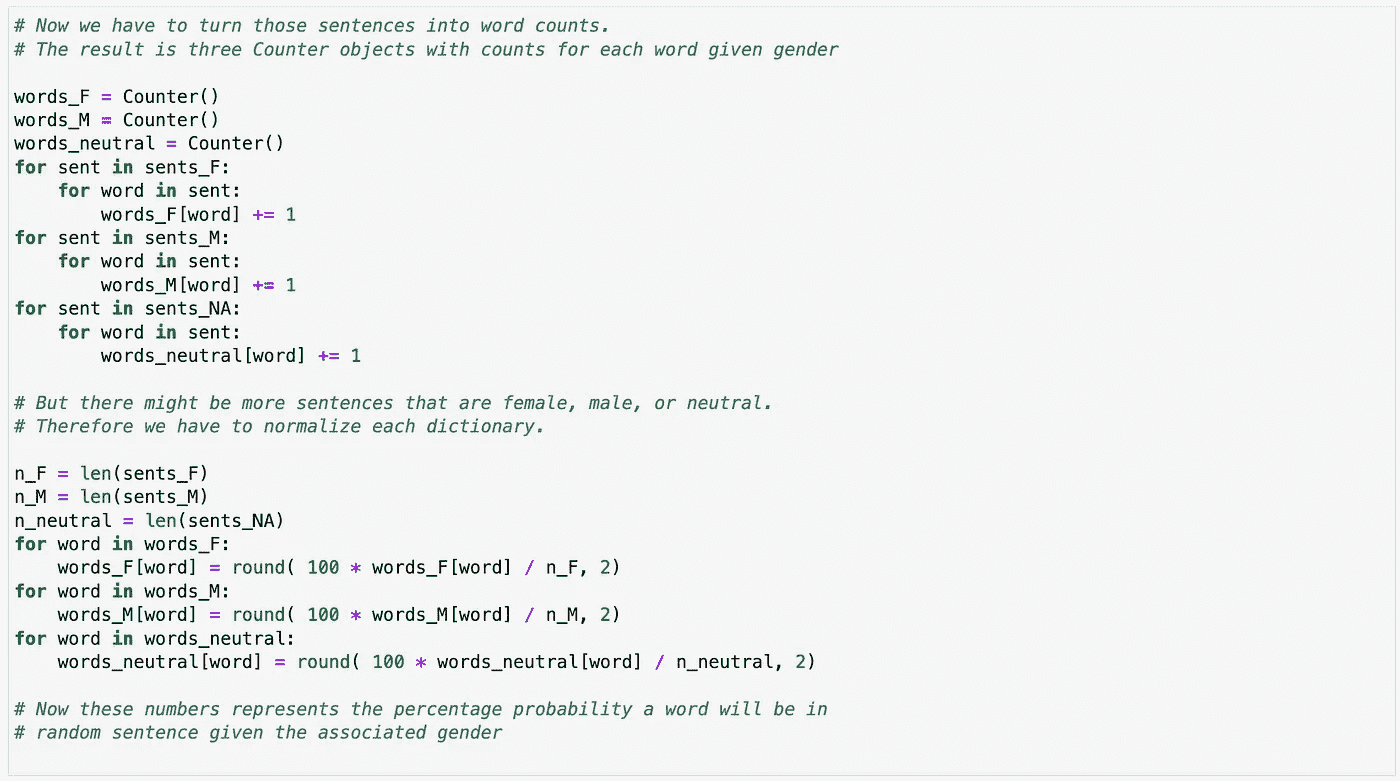 # Now we have to turn those sentences into word counts.
# The result is three Counter objects with counts for each word given gender
words_F = Counter()
words_M = Counter()
words_neutral = Counter()
for sent in sents_F:
    for word in sent:
        words_F[word] += 1
for sent in sents_M:
    for word in sent:
        words_M[word] += 1
for sent in sents_NA:
    for word in sent:
        words_neutral[word] += 1
# But there might be more sentences that are female, male, or neutral.
# Therefore we have to normalize each dictionary.
n_F = len(sents_F)
n_M = len(sents_M)
n_neutral = len(sents_NA)
for word in words_F:
    words_F[word] = round( 100 * words_F[word] / n_F, 2)
for word in words_M:
    words_M[word] = round( 100 * words_M[word] / n_M, 2)
for word in words_neutral:
    words_neutral[word] = round( 100 * words_neutral[word] / n_neutral, 2)
# Now these numbers represents the percentage probability a word will be in
# random sentence given the associated gender